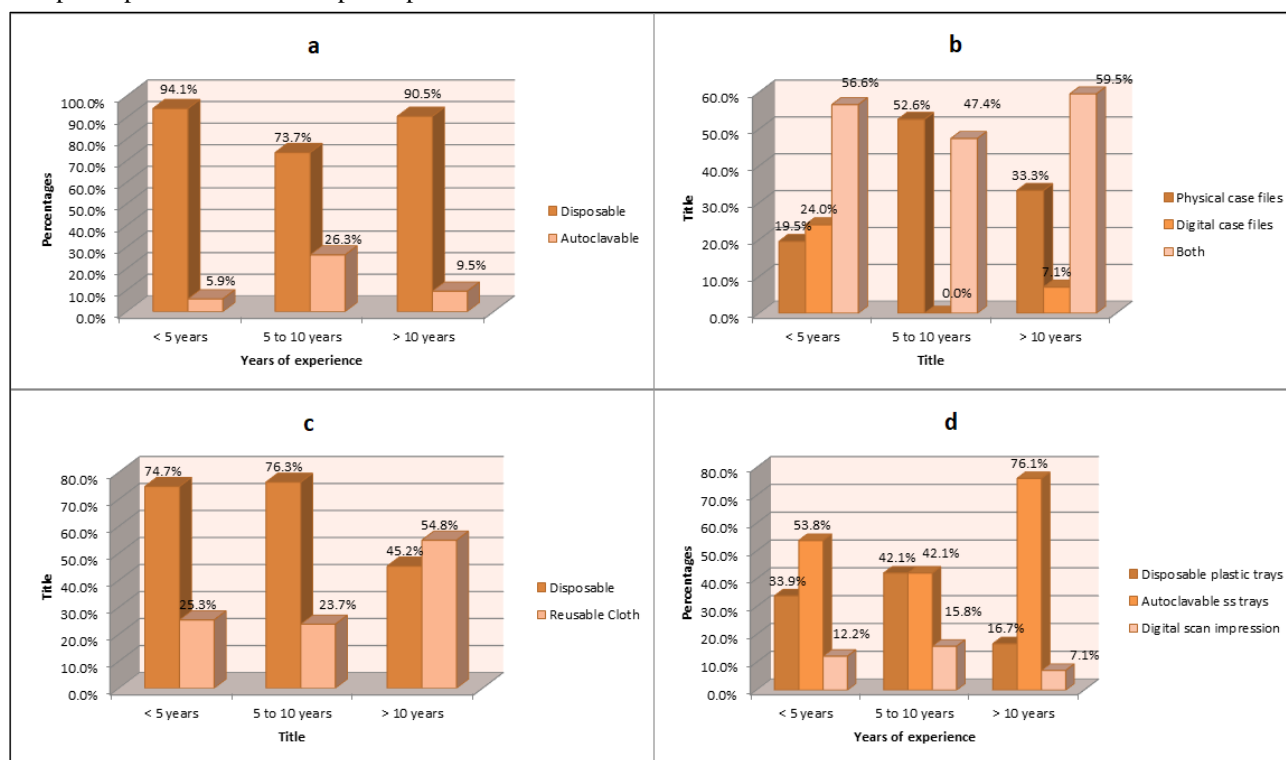 a
94.1%
90.5%
100.0%
90.0%
80.0%
70.0%
60.0%
50.0%
40.0%
30.0%
20.0%
10.0%
0.0%
73.7%
26.3%
5.9%
9.5%
Percentages
< 5 years
5 to 10 years
> 10 years
Years of experience
Disposable
Autoclavable
b
56.6%
59.5%
52.6%
47.4%
60.0%
50.0%
40.0%
30.0%
20.0%
10.0%
0.0%
33.3%
24.0%
19.5%
7.1%
0.0%
Title
< 5 years
5 to 10 years
> 10 years
Title
Physical case files
Digital case files
Both
c
74.7%
76.3%
80.0%
70.0%
60.0%
50.0%
40.0%
30.0%
20.0%
10.0%
0.0%
54.8%
45.2%
25.3%
23.7%
Title
< 5 years
5 to 10 years
> 10 years
Title
Disposable
Reusable Cloth
d
76.1%
80.0%
70.0%
60.0%
50.0%
40.0%
30.0%
20.0%
10.0%
0.0%
53.8%
42.1%
42.1%
33.9%
12.2%
15.8%
16.7%
7.1%
Percentages
< 5 years
5 to 10 years
> 10 years
Years of experience
Disposable plastic trays
Autoclavable ss trays
Digital scan impression